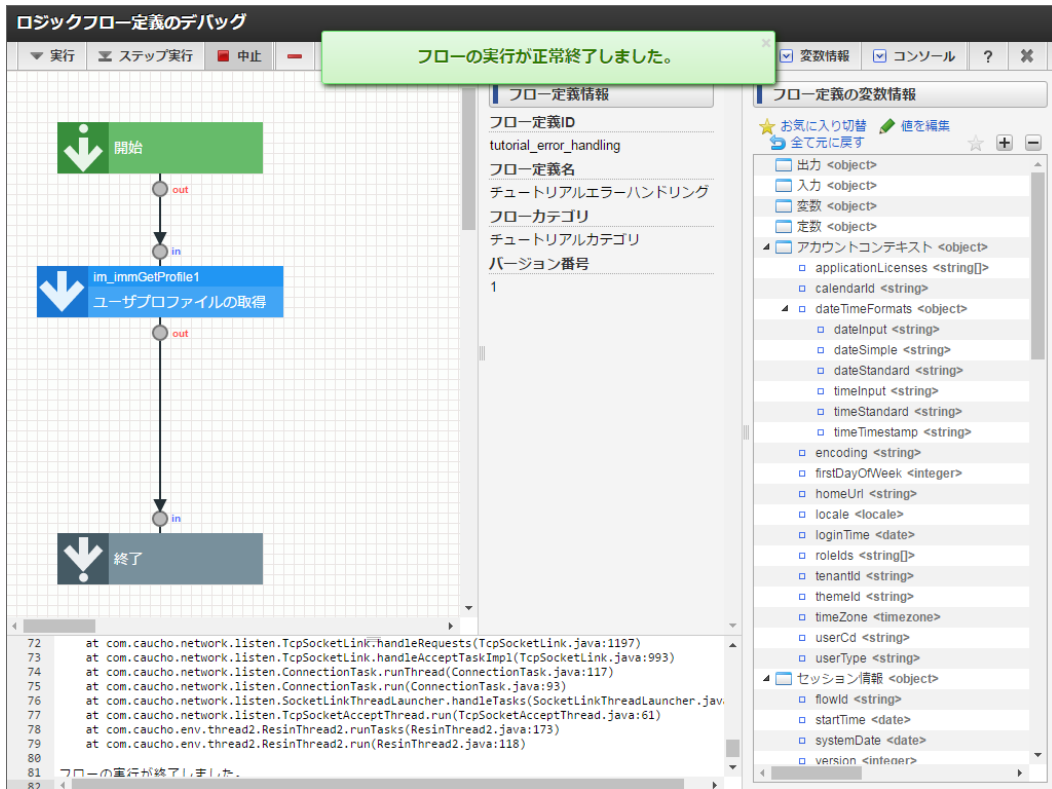 ロジックフロー定義のデバッグ
実行 ステップ実行 中止
フローの実行が正常終了しました。
変数情報 コンソール ?
開始
out
in
im_immGetProfile1
ユーザプロファイルの取得
out
in
終了
フロー定義情報
フロー定義ID
tutorial_error_handling
フロー定義名
チュートリアルエラーハンドリング
フローカテゴリ
チュートリアルカテゴリ
バージョン番号
1
フロー定義の変数情報
お気に入り切替 値を編集
全て元に戻す
出力 <object>
入力 <object>
変数 <object>
定数 <object>
アカウントコンテキスト <object>
applicationLicenses <string[]>
calendarId <string>
dateTimeFormats <object>
dateInput <string>
dateSimple <string>
dateStandard <string>
timeInput <string>
timeStandard <string>
timeTimestamp <string>
encoding <string>
firstDayOfWeek <integer>
homeUrl <string>
locale <locale>
loginTime <date>
roleIds <string[]>
tenantId <string>
themeId <string>
timeZone <timezone>
userCd <string>
userType <string>
セッション情報 <object>
flowId <string>
startTime <date>
systemDate <date>
version <integer>
72 at com.caucho.network.listen.TcpSocketLink.handleRequests(TcpSocketLink.java:1197)
73 at com.caucho.network.listen.TcpSocketLink.handleAcceptTaskImpl(TcpSocketLink.java:993)
74 at com.caucho.network.listen.ConnectionTask.runThread(ConnectionTask.java:117)
75 at com.caucho.network.listen.ConnectionTask.run(ConnectionTask.java:93)
76 at com.caucho.network.listen.SocketLinkThreadLauncher.handleTasks(SocketLinkThreadLauncher.jav
77 at com.caucho.network.listen.TcpSocketAcceptThread.run(TcpSocketAcceptThread.java:61)
78 at com.caucho.env.thread2.ResinThread2.runTasks(ResinThread2.java:173)
79 at com.caucho.env.thread2.ResinThread2.run(ResinThread2.java:118)
80
81 フローの実行が終了しました。
82